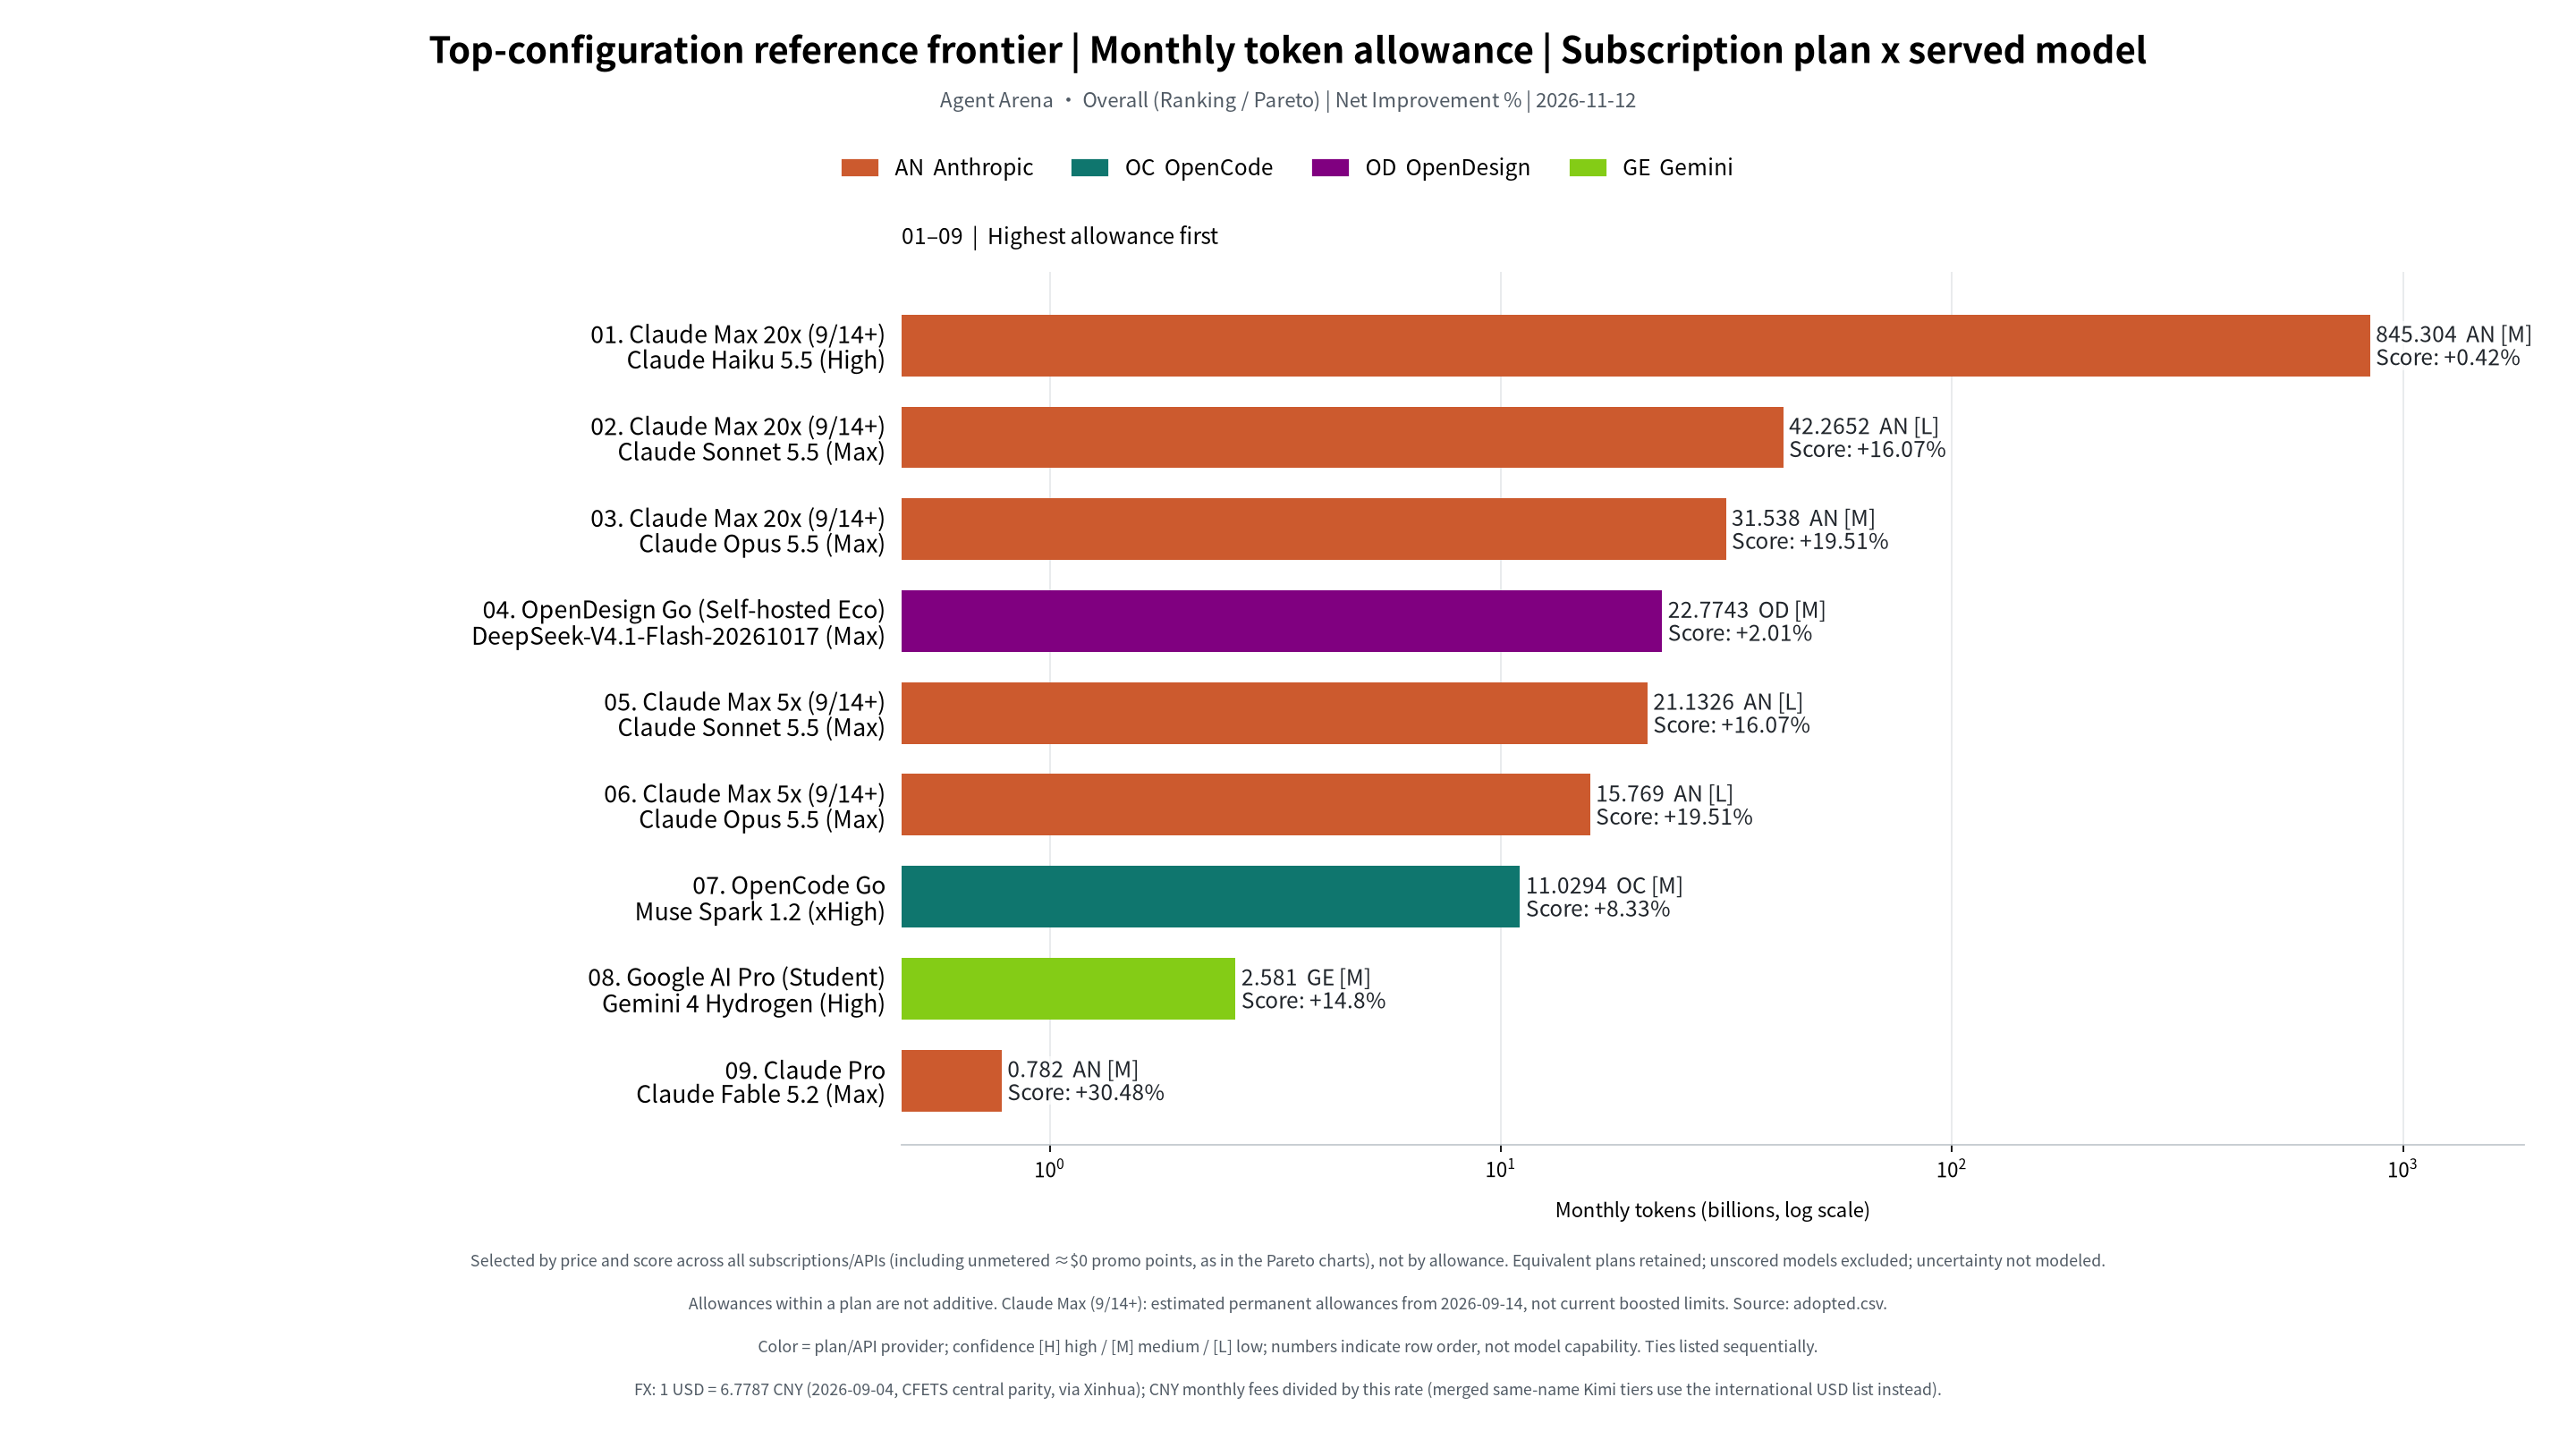 Top-configuration reference frontier | Monthly token allowance | Subscription plan x served model
Agent Arena • Overall (Ranking / Pareto) | Net Improvement % | 2026-11-12
AN Anthropic OC OpenCode OD OpenDesign GE Gemini
01–09 | Highest allowance first
01. Claude Max 20x (9/14+)
Claude Haiku 5.5 (High)
845.304 AN [M]
Score: +0.42%
02. Claude Max 20x (9/14+)
Claude Sonnet 5.5 (Max)
42.2652 AN [L]
Score: +16.07%
03. Claude Max 20x (9/14+)
Claude Opus 5.5 (Max)
31.538 AN [M]
Score: +19.51%
04. OpenDesign Go (Self-hosted Eco)
DeepSeek-V4.1-Flash-20261017 (Max)
22.7743 OD [M]
Score: +2.01%
05. Claude Max 5x (9/14+)
Claude Sonnet 5.5 (Max)
21.1326 AN [L]
Score: +16.07%
06. Claude Max 5x (9/14+)
Claude Opus 5.5 (Max)
15.769 AN [L]
Score: +19.51%
07. OpenCode Go
Muse Spark 1.2 (xHigh)
11.0294 OC [M]
Score: +8.33%
08. Google AI Pro (Student)
Gemini 4 Hydrogen (High)
2.581 GE [M]
Score: +14.8%
09. Claude Pro
Claude Fable 5.2 (Max)
0.782 AN [M]
Score: +30.48%
10⁰ 10¹ 10² 10³
Monthly tokens (billions, log scale)
Selected by price and score across all subscriptions/APIs (including unmetered ≈$0 promo points, as in the Pareto charts), not by allowance. Equivalent plans retained; unscored models excluded; uncertainty not modeled.
Allowances within a plan are not additive. Claude Max (9/14+): estimated permanent allowances from 2026-09-14, not current boosted limits. Source: adopted.csv.
Color = plan/API provider; confidence [H] high / [M] medium / [L] low; numbers indicate row order, not model capability. Ties listed sequentially.
FX: 1 USD = 6.7787 CNY (2026-09-04, CFETS central parity, via Xinhua); CNY monthly fees divided by this rate (merged same-name Kimi tiers use the international USD list instead).